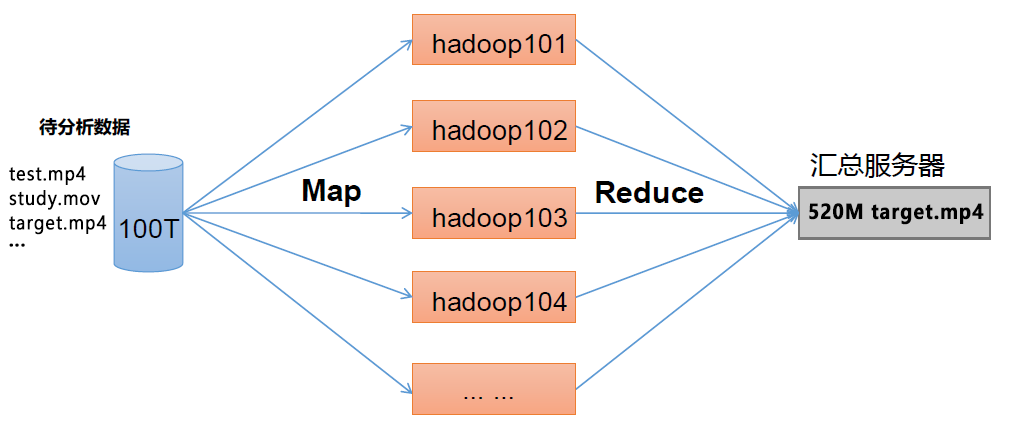 待分析数据
test.mp4
study.mov
target.mp4
...
100T
Map
hadoop101
hadoop102
hadoop103
hadoop104
... ...
Reduce
汇总服务器
520M target.mp4